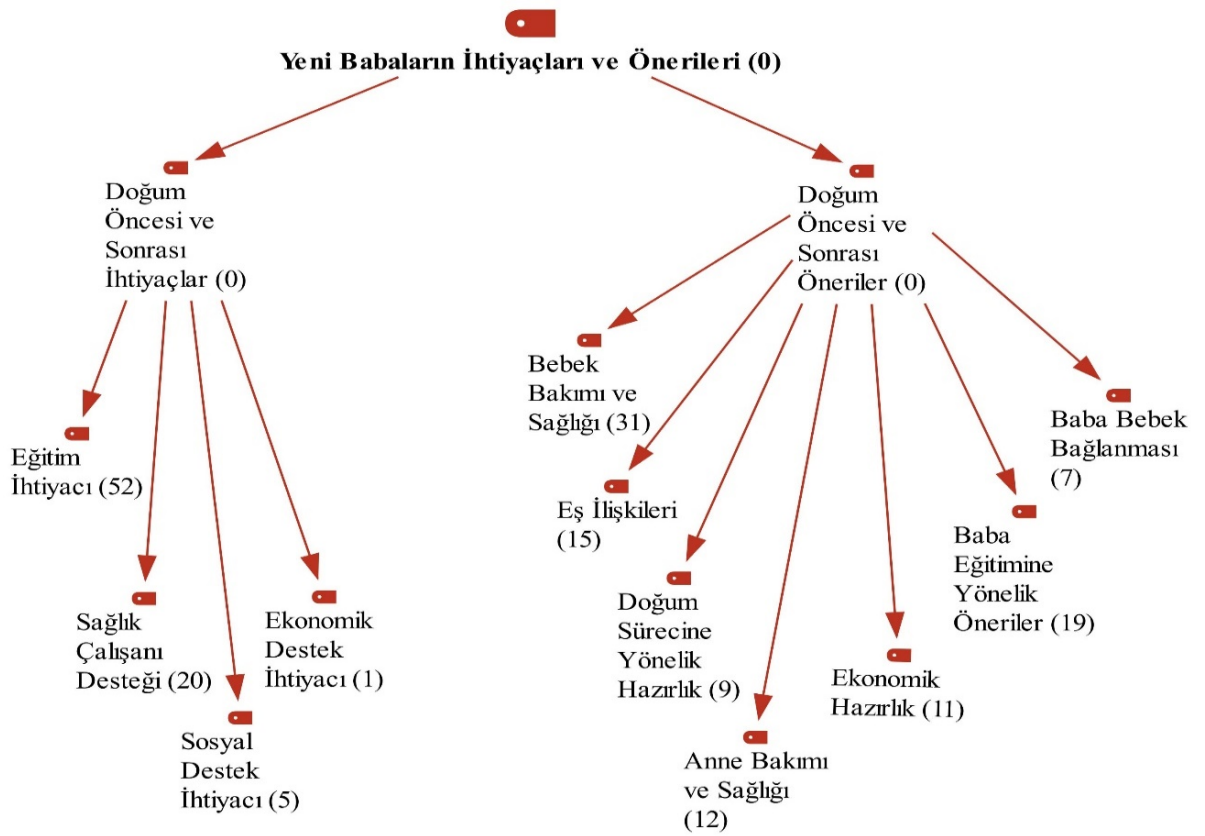 Yeni Babaların İhtiyaçları ve Önerileri (0)
Doğum
Öncesi ve
Sonrası
İhtiyaçlar (0)
Eğitim
İhtiyacı (52)
Sağlık
Çalışanı
Desteği (20)
Sosyal
Destek
İhtiyacı (5)
Ekonomik
Destek
İhtiyacı (1)
Doğum
Öncesi ve
Sonrası
Öneriler (0)
Bebek
Bakımı ve
Sağlığı (31)
Eş İlişkileri
(15)
Doğum
Sürecine
Yönelik
Hazırlık (9)
Anne Bakımı
ve Sağlığı
(12)
Ekonomik
Hazırlık (11)
Baba
Eğitimine
Yönelik
Öneriler (19)
Baba Bebek
Bağlanması
(7)